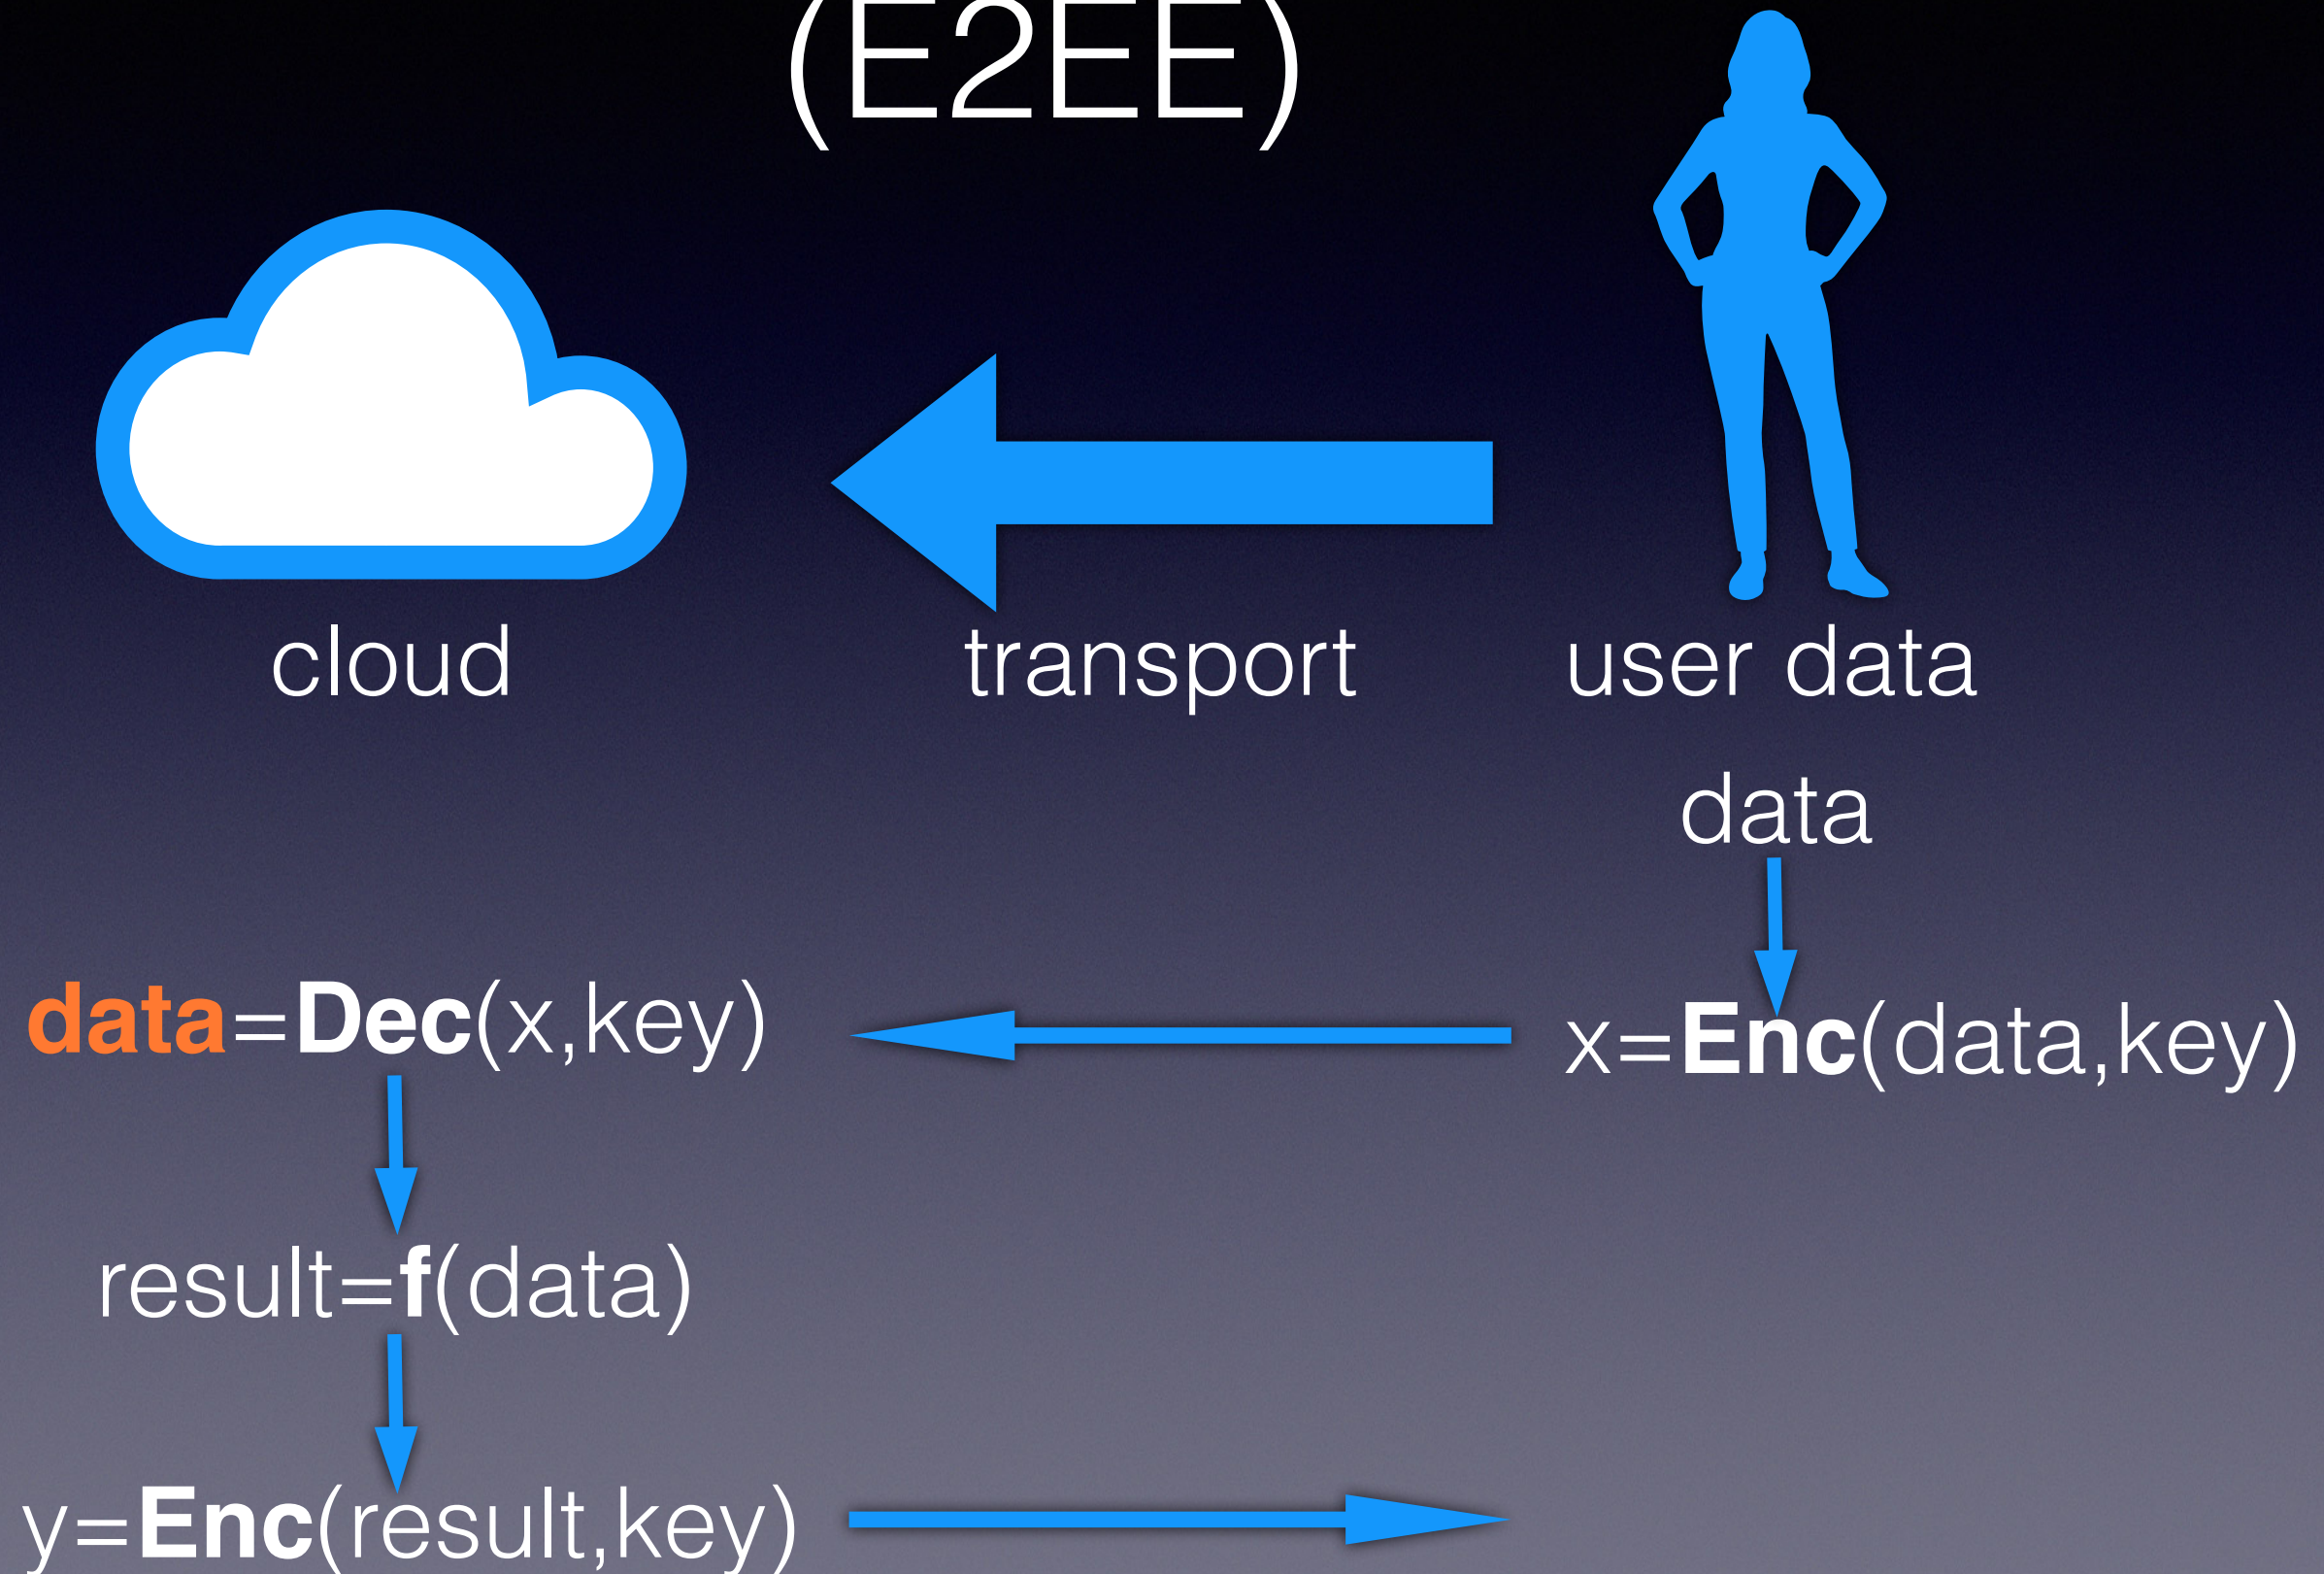 (E2EE)
cloud
transport
user data
data
data=Dec(x,key)
x=Enc(data,key)
result=f(data)
y=Enc(result,key)